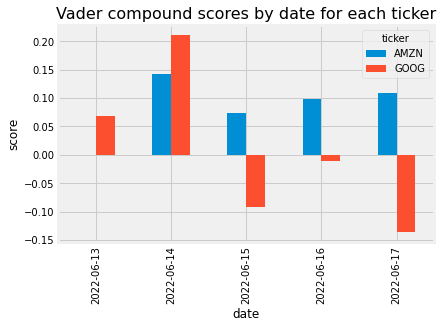 Vader compound scores by date for each ticker
ticker
AMZN
GOOG
score
0.20
0.15
0.10
0.05
0.00
−0.05
−0.10
−0.15
2022-06-13
2022-06-14
2022-06-15
2022-06-16
2022-06-17
date